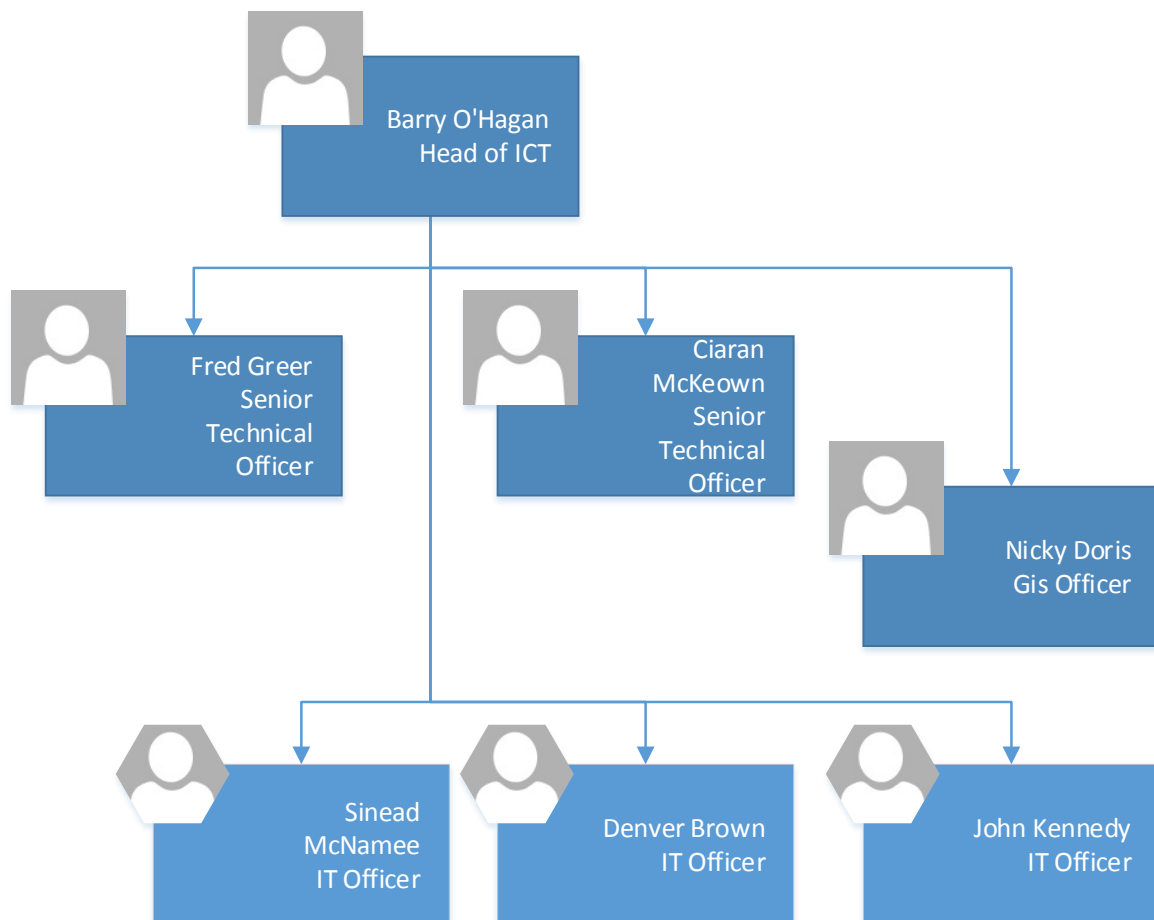 Barry O'Hagan
Head of ICT
Fred Greer
Senior
Technical
Officer
Ciaran
McKeown
Senior
Technical
Officer
Nicky Doris
Gis Officer
Sinead
McNamee
IT Officer
Denver Brown
IT Officer
John Kennedy
IT Officer